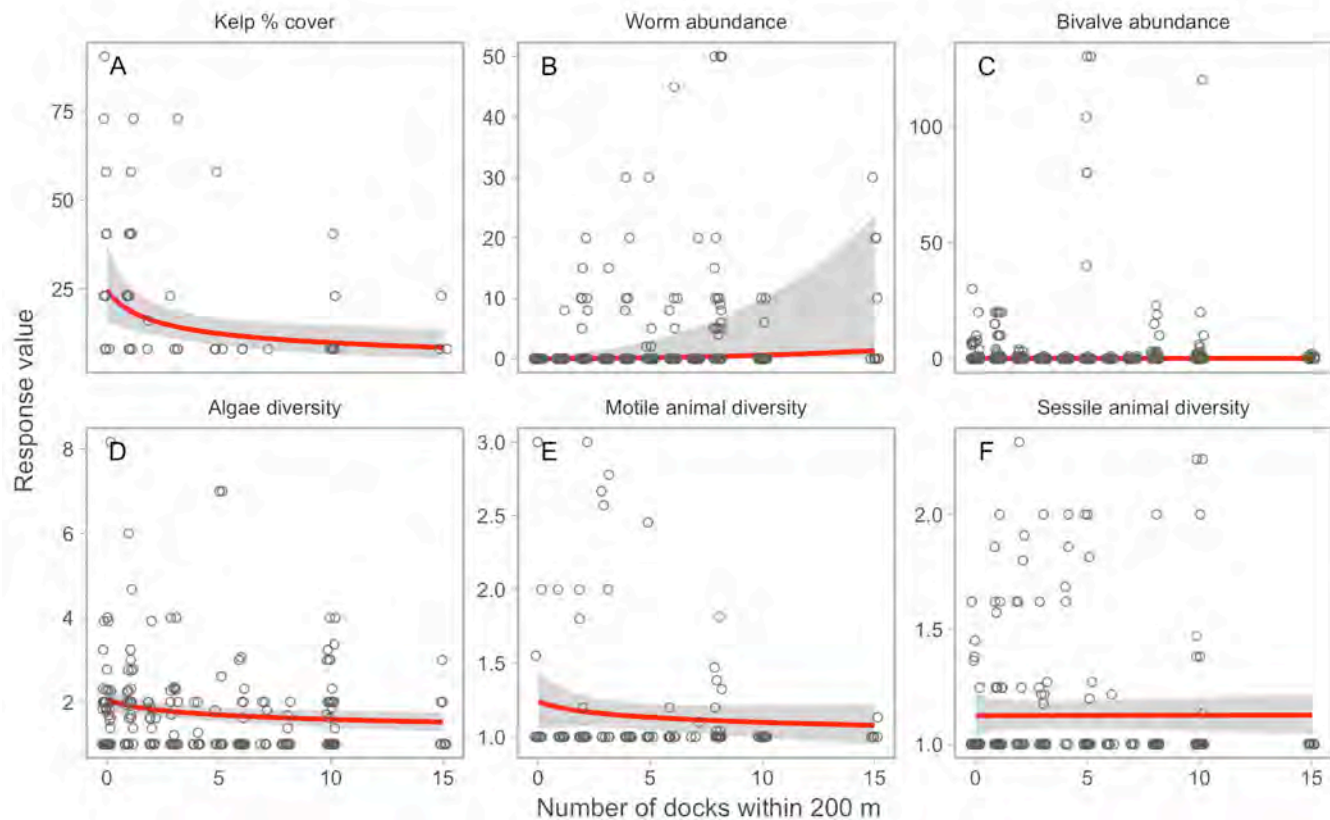 Kelp % cover
Worm abundance
Bivalve abundance
A
B
C
75
50
25
50
40
30
20
10
0
100
50
0
Response value
Algae diversity
Motile animal diversity
Sessile animal diversity
D
E
F
8
6
4
2
3.0
2.5
2.0
1.5
1.0
2.0
1.5
1.0
0 5 10 15
0 5 10 15
0 5 10 15
Number of docks within 200 m